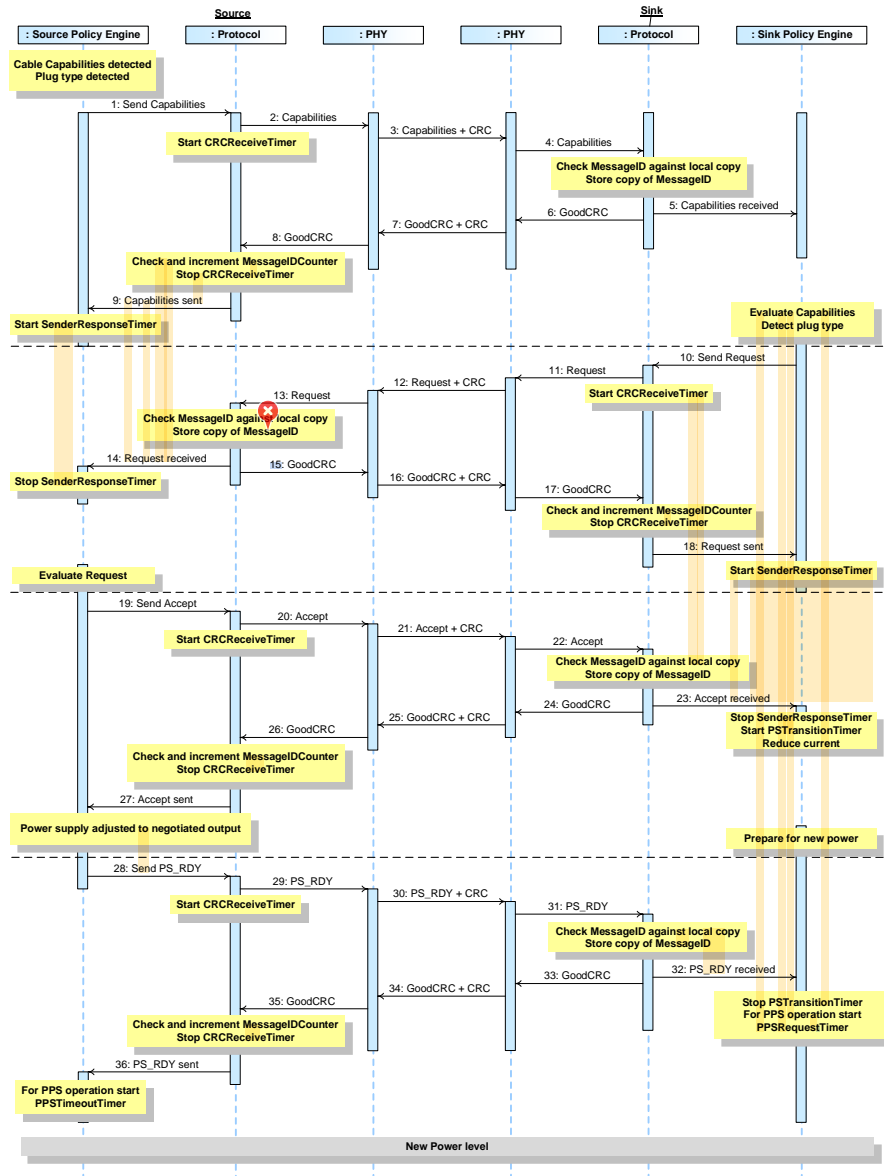 Source
Sink
: Source Policy Engine
: Protocol
: PHY
: PHY
: Protocol
: Sink Policy Engine
Cable Capabilities detected
Plug type detected
1: Send Capabilities
2: Capabilities
Start CRCReceiveTimer
3: Capabilities + CRC
4: Capabilities
Check MessageID against local copy
Store copy of MessageID
5: Capabilities received
6: GoodCRC
7: GoodCRC + CRC
8: GoodCRC
Check and increment MessageIDCounter
Stop CRCReceiveTimer
9: Capabilities sent
Start SenderResponseTimer
Evaluate Capabilities
Detect plug type
10: Send Request
11: Request
Start CRCReceiveTimer
12: Request + CRC
13: Request
Check MessageID against local copy
Store copy of MessageID
14: Request received
15: GoodCRC
Stop SenderResponseTimer
16: GoodCRC + CRC
17: GoodCRC
Check and increment MessageIDCounter
Stop CRCReceiveTimer
18: Request sent
Start SenderResponseTimer
Evaluate Request
19: Send Accept
20: Accept
Start CRCReceiveTimer
21: Accept + CRC
22: Accept
Check MessageID against local copy
Store copy of MessageID
23: Accept received
24: GoodCRC
25: GoodCRC + CRC
26: GoodCRC
Stop SenderResponseTimer
Start PSTransitionTimer
Reduce current
Check and increment MessageIDCounter
Stop CRCReceiveTimer
27: Accept sent
Power supply adjusted to negotiated output
Prepare for new power
28: Send PS_RDY
29: PS_RDY
Start CRCReceiveTimer
30: PS_RDY + CRC
31: PS_RDY
Check MessageID against local copy
Store copy of MessageID
32: PS_RDY received
33: GoodCRC
34: GoodCRC + CRC
35: GoodCRC
Stop PSTransitionTimer
For PPS operation start
PPSRequestTimer
Check and increment MessageIDCounter
Stop CRCReceiveTimer
36: PS_RDY sent
For PPS operation start
PPSTimeoutTimer
New Power level